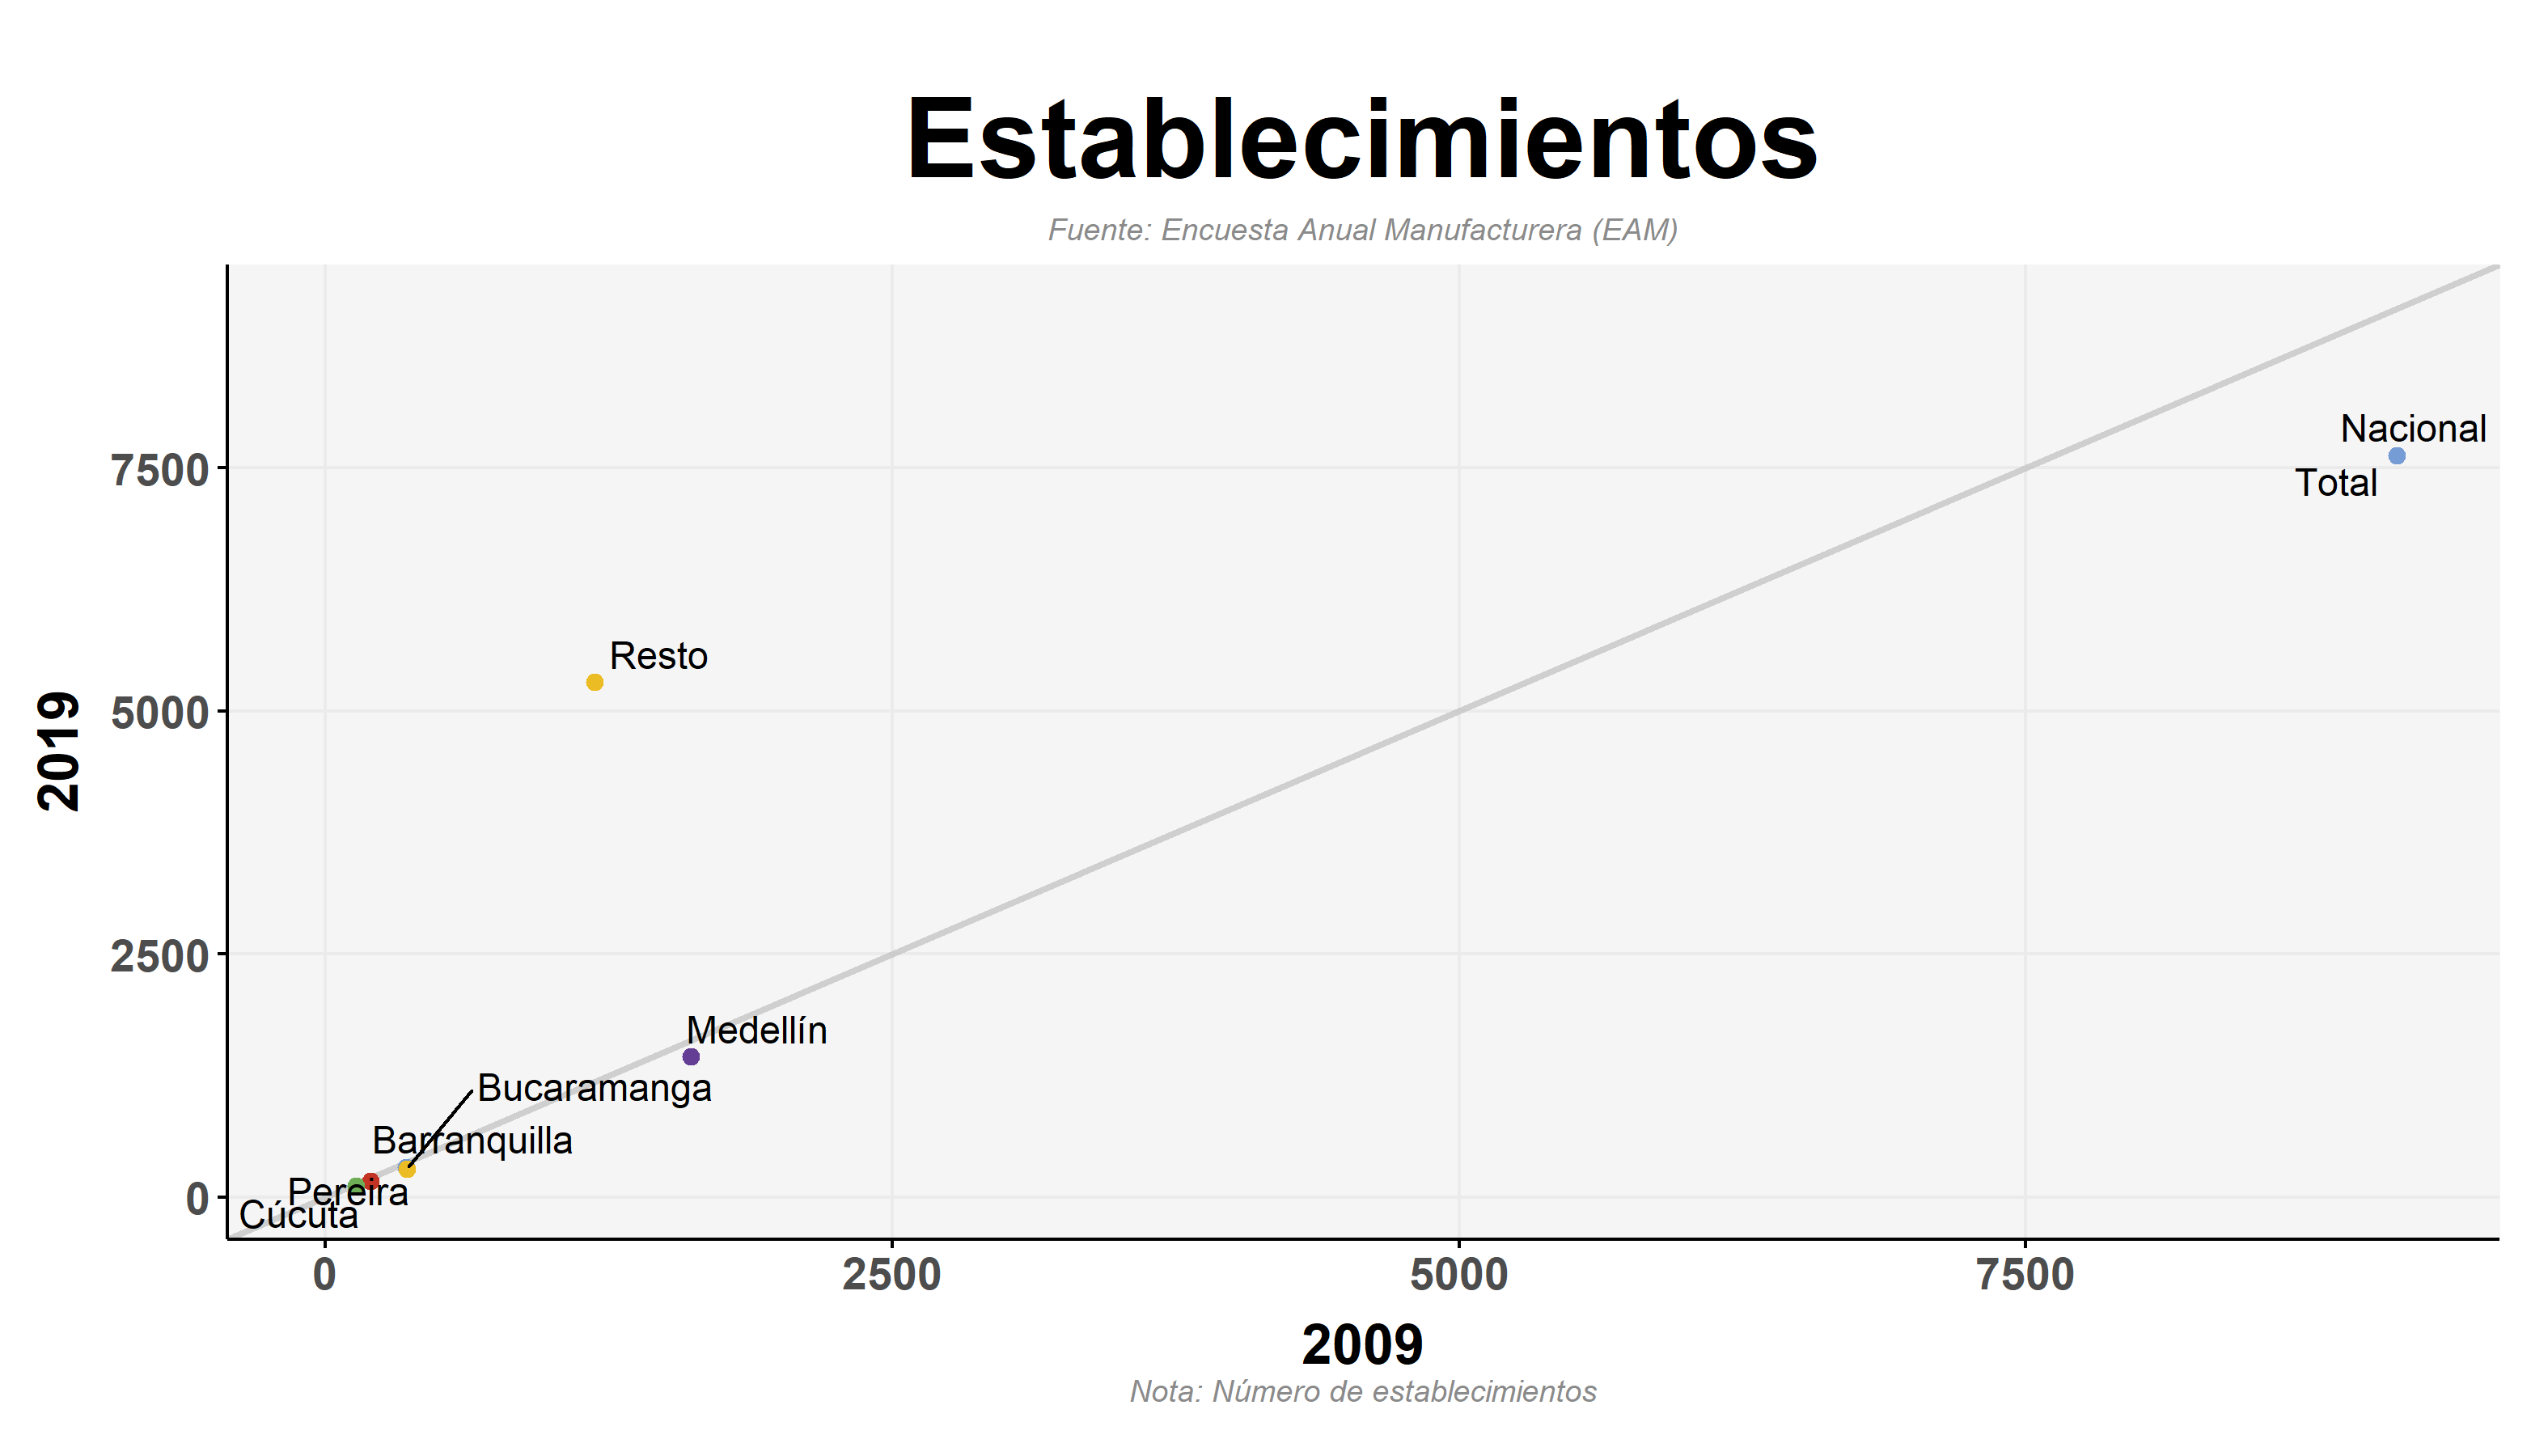 Establecimientos
Fuente: Encuesta Anual Manufacturera (EAM)
Nacional
7500
Total
Resto
5000
2019
2500
Medellín
Bucaramanga
Barranquilla
Pereira
0
Cúcuta
0 2500 5000 7500
2009
Nota: Número de establecimientos